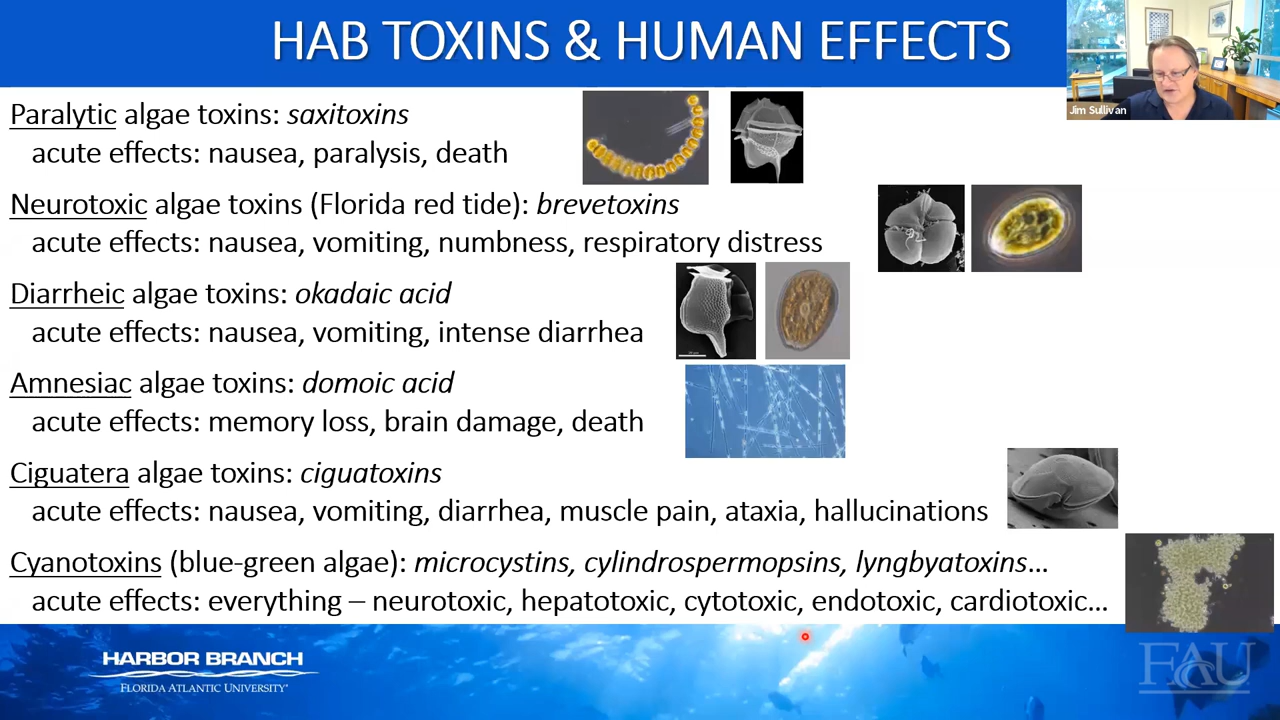 HAB TOXINS & HUMAN EFFECTS
Jim Sullivan
Paralytic algae toxins: saxitoxins
acute effects: nausea, paralysis, death
Neurotoxic algae toxins (Florida red tide): brevetoxins
acute effects: nausea, vomiting, numbness, respiratory distress
Diarrheic algae toxins: okadaic acid
acute effects: nausea, vomiting, intense diarrhea
Amnesiac algae toxins: domoic acid
acute effects: memory loss, brain damage, death
Ciguatera algae toxins: ciguatoxins
acute effects: nausea, vomiting, diarrhea, muscle pain, ataxia, hallucinations
Cyanotoxins (blue-green algae): microcystins, cylindrospermopsins, lyngbyatoxins…
acute effects: everything – neurotoxic, hepatotoxic, cytotoxic, endotoxic, cardiotoxic…
HARBOR BRANCH
FLORIDA ATLANTIC UNIVERSITY
FAU